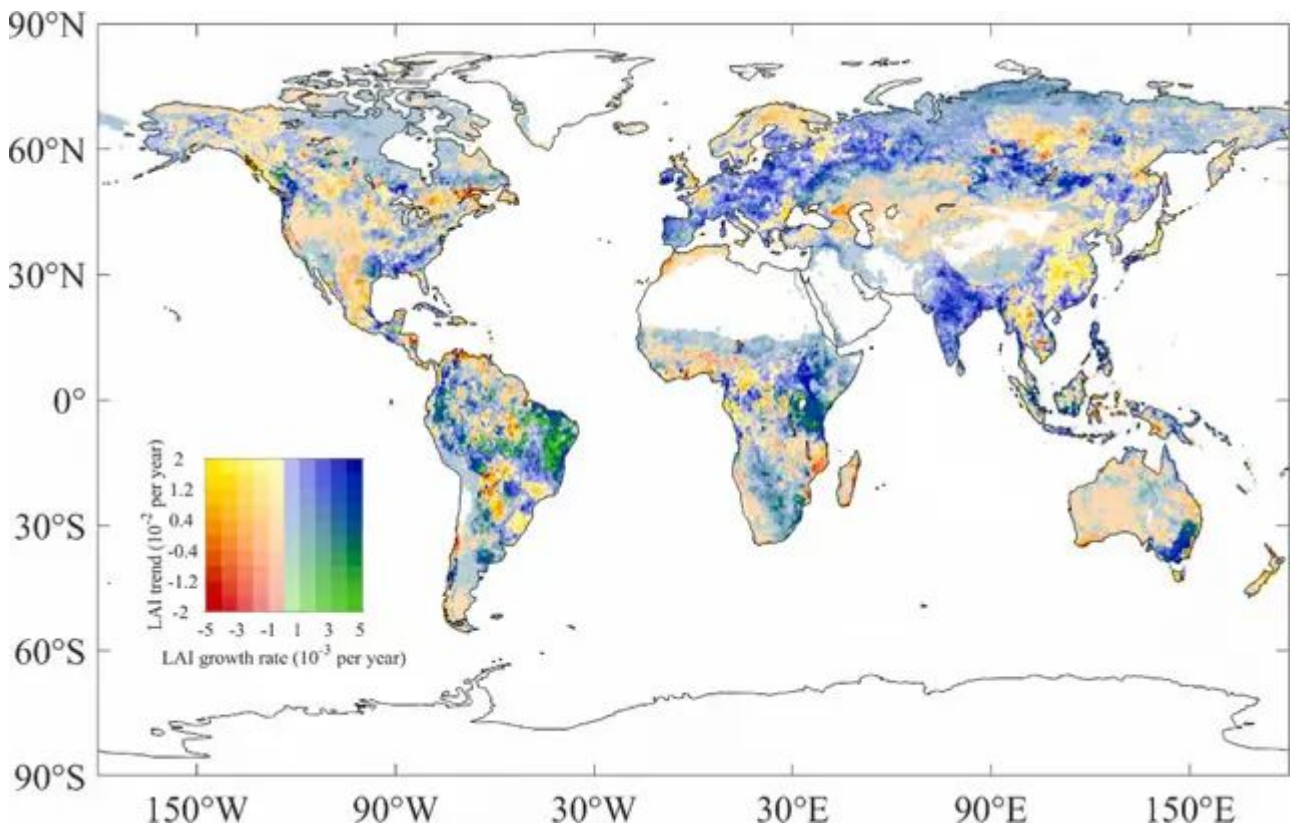 90°N
60°N
30°N
0°
30°S
60°S
90°S
150°W 90°W 30°W 30°E 90°E 150°E
LAI trend (10⁻² per year)
2
1.2
0.4
-0.4
-1.2
-2
-5 -3 -1 1 3 5
LAI growth rate (10⁻³ per year)